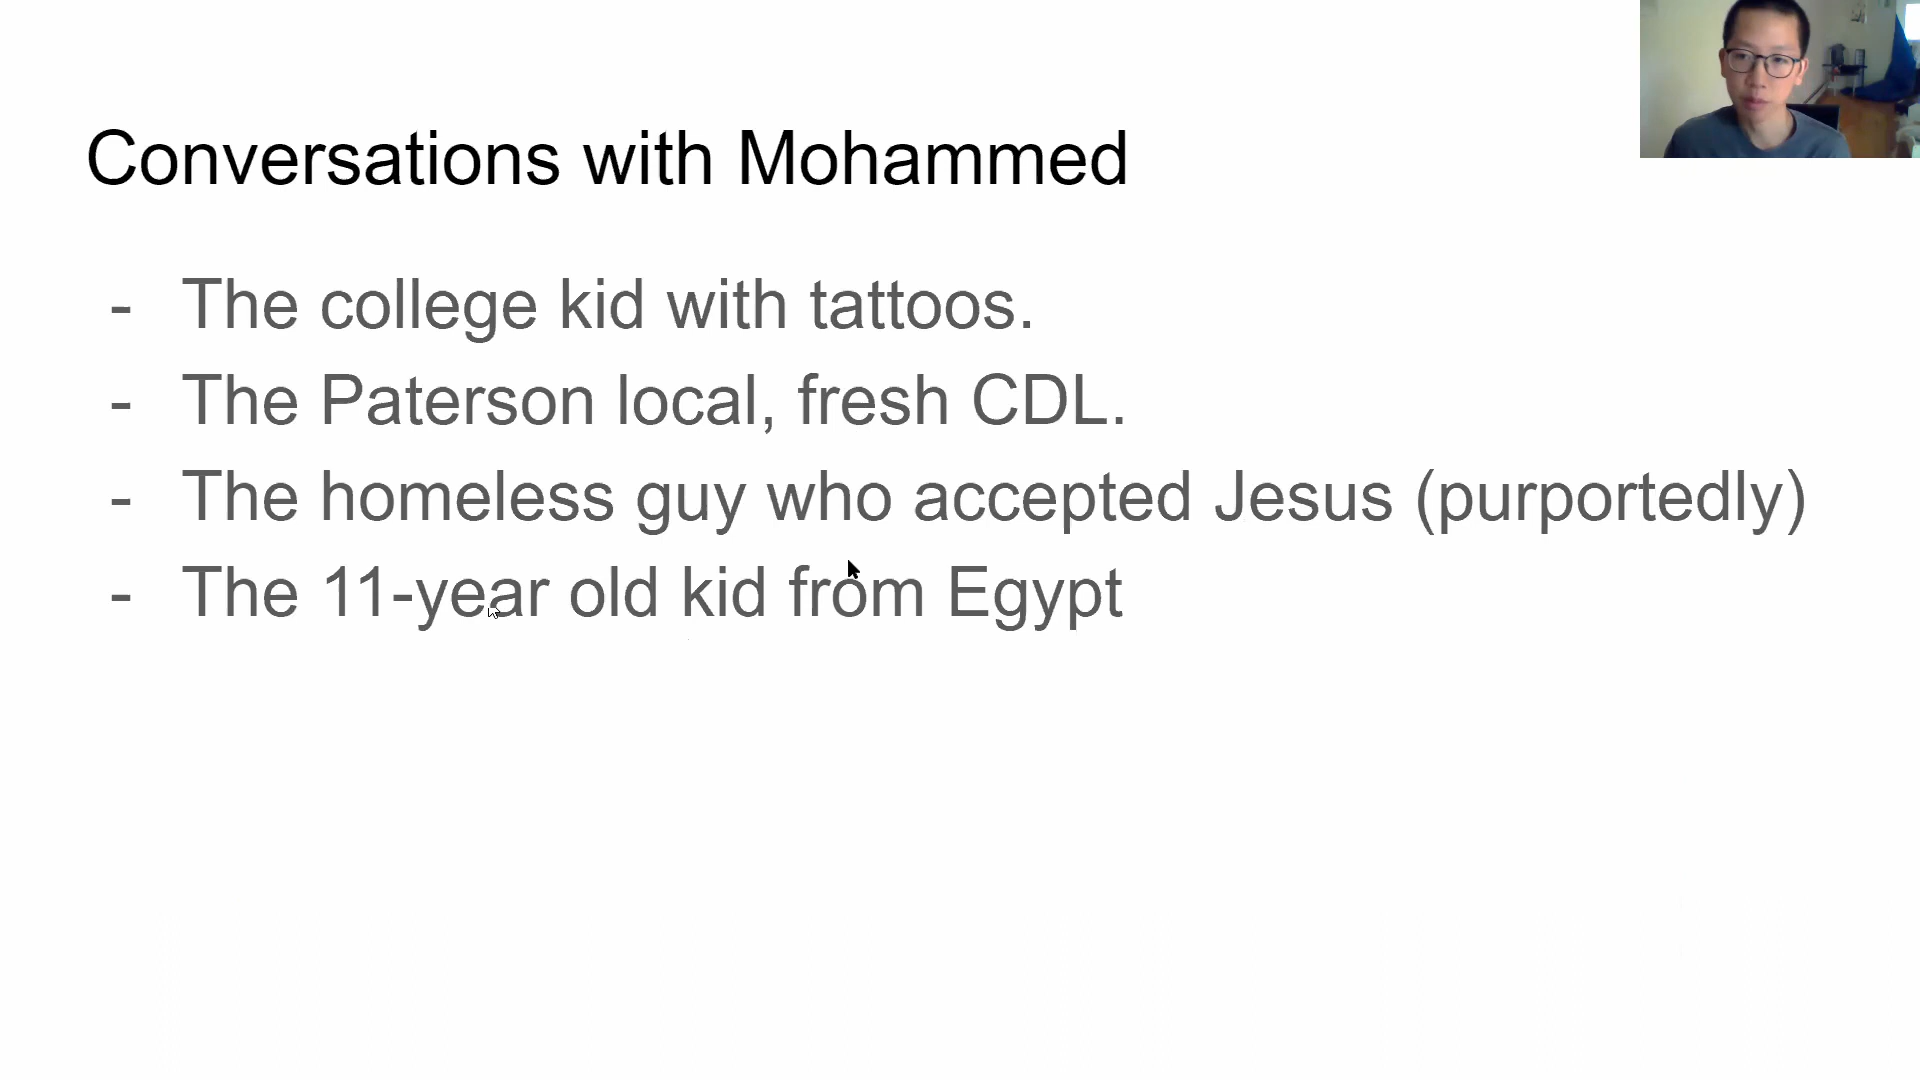 Conversations with Mohammed
- The college kid with tattoos.
- The Paterson local, fresh CDL.
- The homeless guy who accepted Jesus (purportedly)
- The 11-year old kid from Egypt